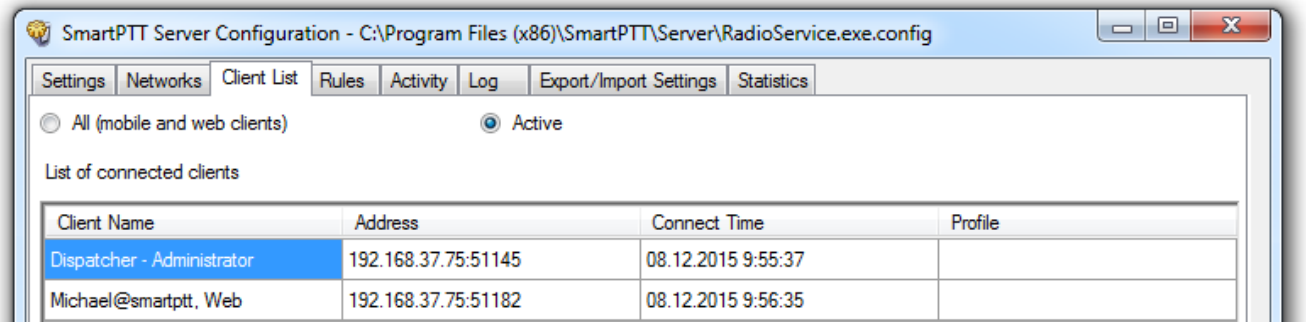 SmartPTT Server Configuration - C:\Program Files (x86)\SmartPTT\Server\RadioService.exe.config
Settings Networks Client List Rules Activity Log Export/Import Settings Statistics
All (mobile and web clients) Active
List of connected clients
Client Name Address Connect Time Profile
Dispatcher - Administrator 192.168.37.75:51145 08.12.2015 9:55:37
Michael@smartptt, Web 192.168.37.75:51182 08.12.2015 9:56:35